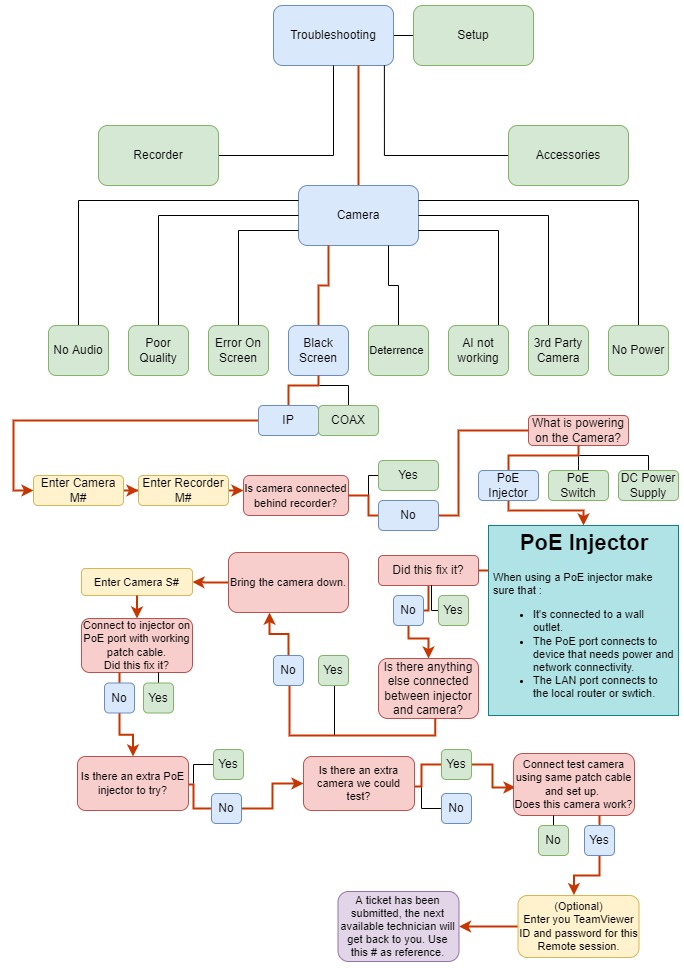 Troubleshooting
Setup
Recorder
Accessories
Camera
No Audio
Poor
Quality
Error On
Screen
Black
Screen
Deterrence
AI not
working
3rd Party
Camera
No Power
IP
COAX
What is powering
on the Camera?
Enter Camera
M#
Enter Recorder
M#
Is camera connected
behind recorder?
Yes
No
PoE
Injector
PoE
Switch
DC Power
Supply
PoE Injector
When using a PoE injector make
sure that :
• It's connected to a wall
outlet.
• The PoE port connects to
device that needs power and
network connectivity.
• The LAN port connects to
the local router or swtich.
Did this fix it?
No
Yes
Is there anything
else connected
between injector
and camera?
No
Yes
Bring the camera down.
Enter Camera S#
Connect to injector on
PoE port with working
patch cable.
Did this fix it?
No
Yes
Is there an extra PoE
injector to try?
Yes
No
Is there an extra
camera we could
test?
Yes
No
Connect test camera
using same patch cable
and set up.
Does this camera work?
No
Yes
(Optional)
Enter you TeamViewer
ID and password for this
Remote session.
A ticket has been
submitted, the next
available technician will
get back to you. Use
this # as reference.